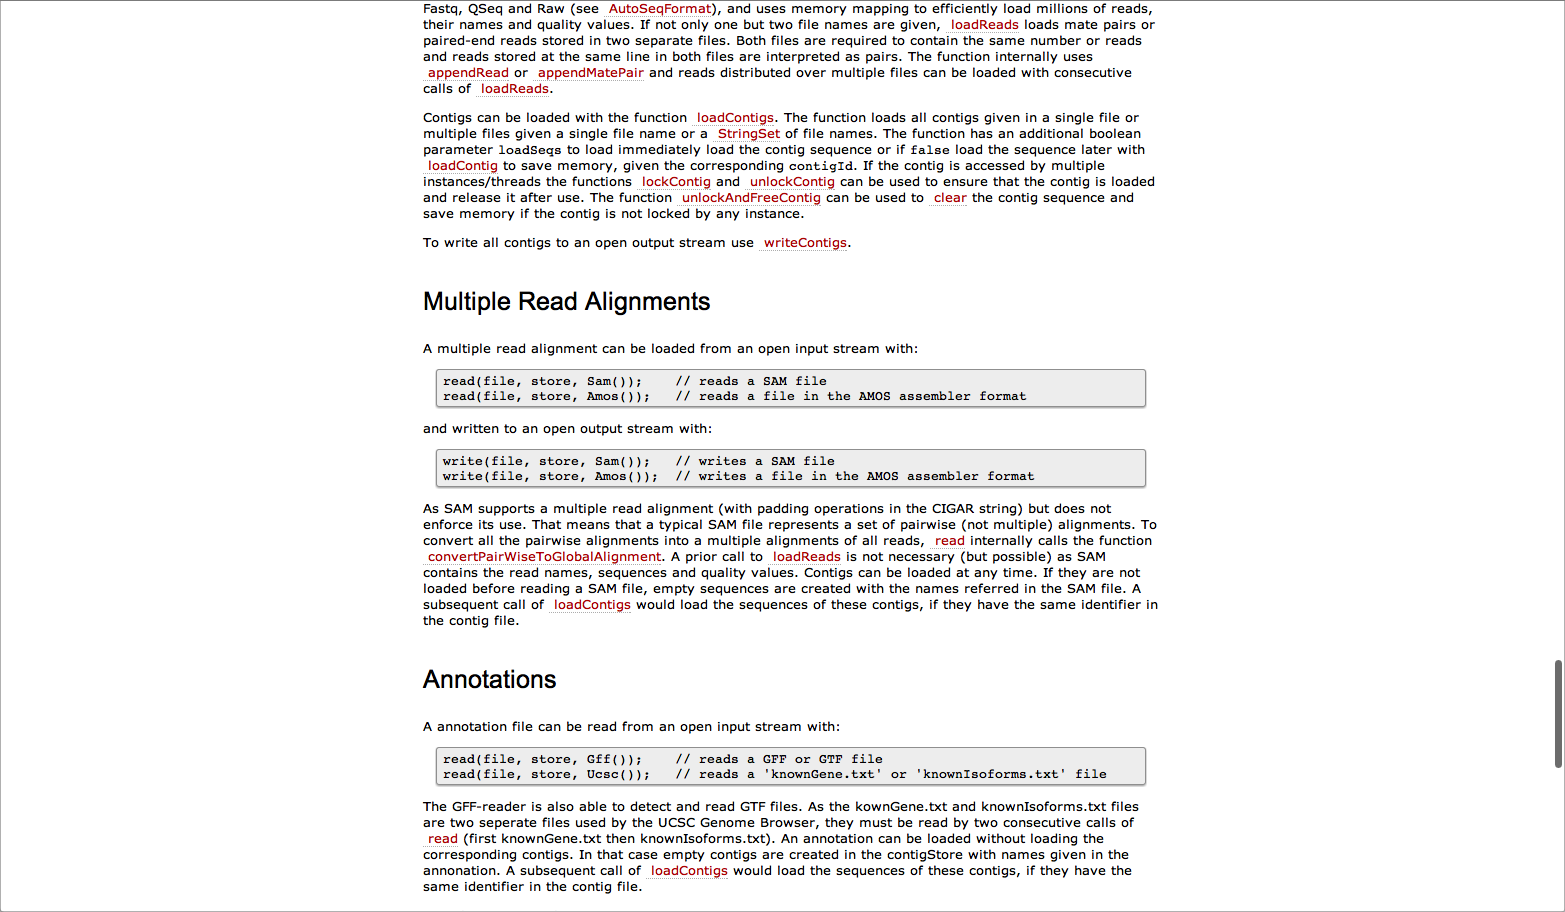 Fastq, QSeq and Raw (see AutoSeqFormat), and uses memory mapping to efficiently load millions of reads,
their names and quality values. If not only one but two file names are given, loadReads loads mate pairs or
paired-end reads stored in two separate files. Both files are required to contain the same number or reads
and reads stored at the same line in both files are interpreted as pairs. The function internally uses
appendRead or appendMatePair and reads distributed over multiple files can be loaded with consecutive
calls of loadReads.
Contigs can be loaded with the function loadContigs. The function loads all contigs given in a single file or
multiple files given a single file name or a StringSet of file names. The function has an additional boolean
parameter loadSeqs to load immediately load the contig sequence or if false load the sequence later with
loadContig to save memory, given the corresponding contigId. If the contig is accessed by multiple
instances/threads the functions lockContig and unlockContig can be used to ensure that the contig is loaded
and release it after use. The function unlockAndFreeContig can be used to clear the contig sequence and
save memory if the contig is not locked by any instance.
To write all contigs to an open output stream use writeContigs.
Multiple Read Alignments
A multiple read alignment can be loaded from an open input stream with:
read(file, store, Sam());    // reads a SAM file
read(file, store, Amos());   // reads a file in the AMOS assembler format
and written to an open output stream with:
write(file, store, Sam());   // writes a SAM file
write(file, store, Amos());  // writes a file in the AMOS assembler format
As SAM supports a multiple read alignment (with padding operations in the CIGAR string) but does not
enforce its use. That means that a typical SAM file represents a set of pairwise (not multiple) alignments. To
convert all the pairwise alignments into a multiple alignments of all reads, read internally calls the function
convertPairWiseToGlobalAlignment. A prior call to loadReads is not necessary (but possible) as SAM
contains the read names, sequences and quality values. Contigs can be loaded at any time. If they are not
loaded before reading a SAM file, empty sequences are created with the names referred in the SAM file. A
subsequent call of loadContigs would load the sequences of these contigs, if they have the same identifier in
the contig file.
Annotations
A annotation file can be read from an open input stream with:
read(file, store, Gff());    // reads a GFF or GTF file
read(file, store, Ucsc());   // reads a 'knownGene.txt' or 'knownIsoforms.txt' file
The GFF-reader is also able to detect and read GTF files. As the kownGene.txt and knownIsoforms.txt files
are two seperate files used by the UCSC Genome Browser, they must be read by two consecutive calls of
read (first knownGene.txt then knownIsoforms.txt). An annotation can be loaded without loading the
corresponding contigs. In that case empty contigs are created in the contigStore with names given in the
annonation. A subsequent call of loadContigs would load the sequences of these contigs, if they have the
same identifier in the contig file.